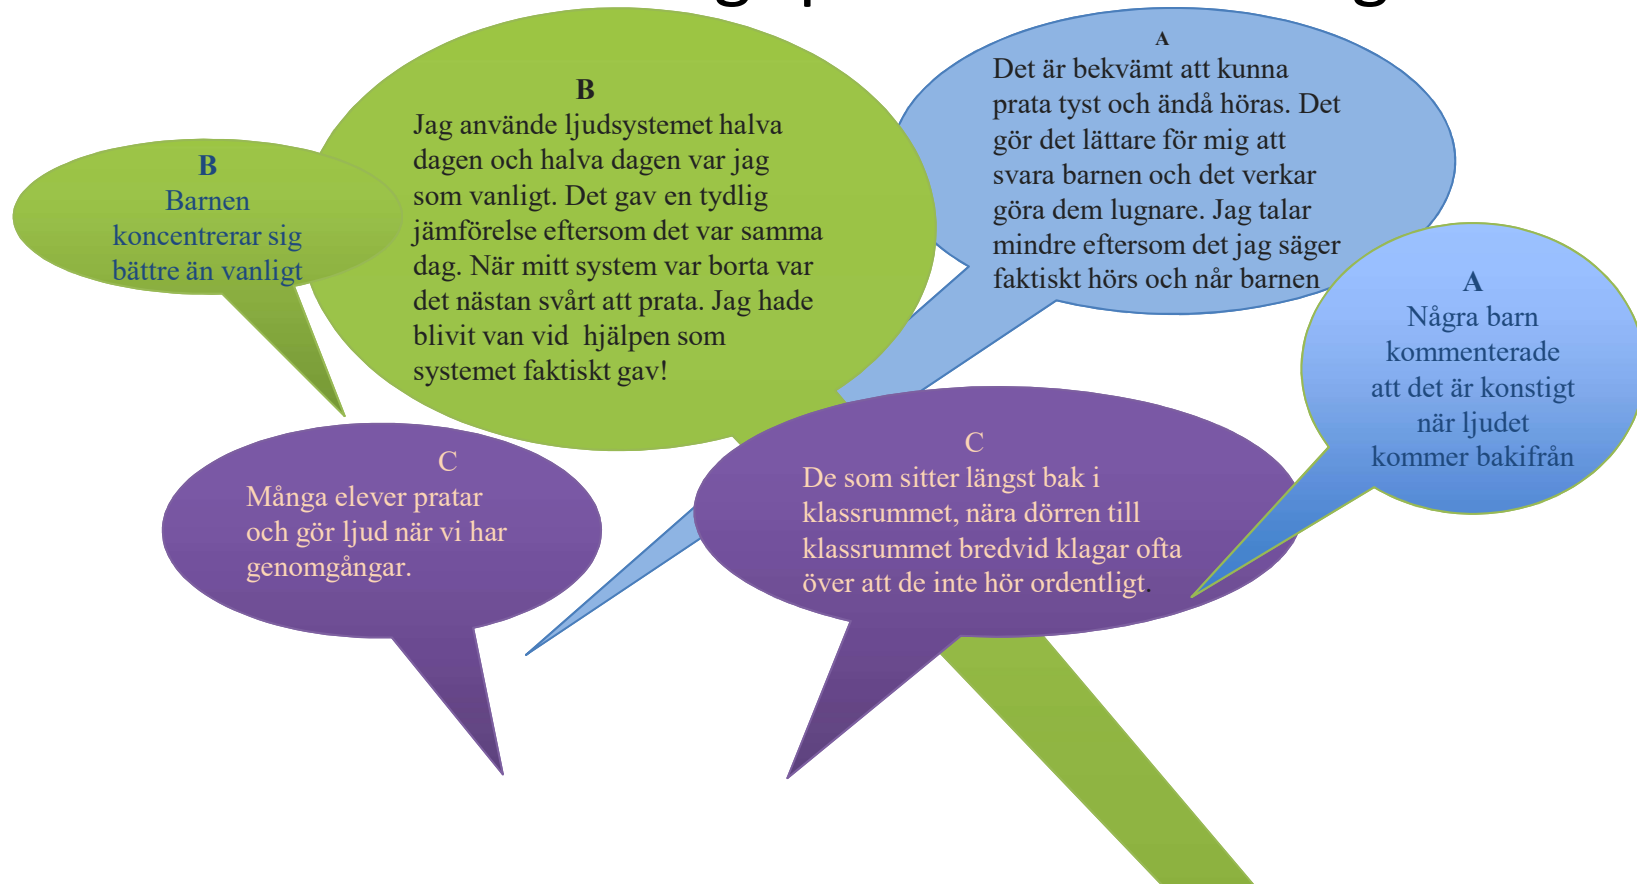 B
Barnen
koncentrerar sig
bättre än vanligt
B
Jag använde ljudsystemet halva
dagen och halva dagen var jag
som vanligt. Det gav en tydlig
jämförelse eftersom det var samma
dag. När mitt system var borta var
det nästan svårt att prata. Jag hade
blivit van vid hjälpen som
systemet faktiskt gav!
A
Det är bekvämt att kunna
prata tyst och ändå höras. Det
gör det lättare för mig att
svara barnen och det verkar
göra dem lugnare. Jag talar
mindre eftersom det jag säger
faktiskt hörs och når barnen
A
Några barn
kommenterade
att det är konstigt
när ljudet
kommer bakifrån
C
Många elever pratar
och gör ljud när vi har
genomgångar.
C
De som sitter längst bak i
klassrummet, nära dörren till
klassrummet bredvid klagar ofta
över att de inte hör ordentligt.